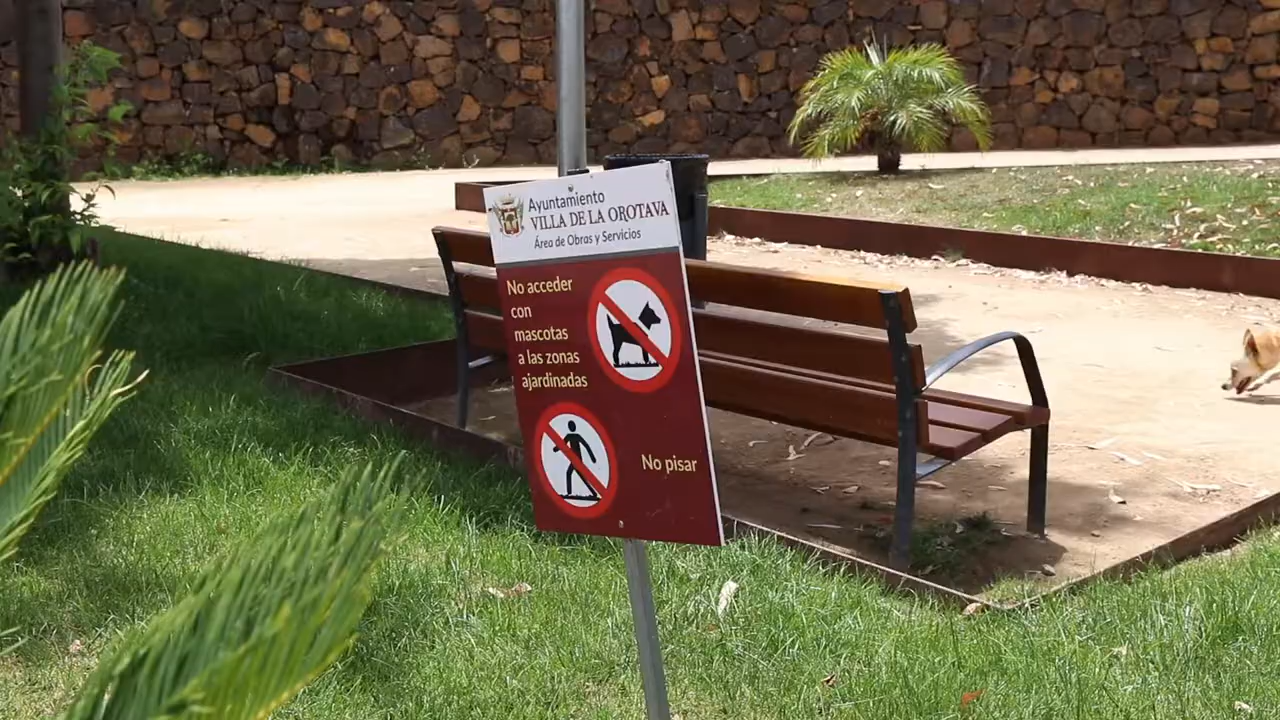 Ayuntamiento
VILLA DE LA OROTAVA
Área de Obras y Servicios
No acceder
con
mascotas
a las zonas
ajardinadas
No pisar